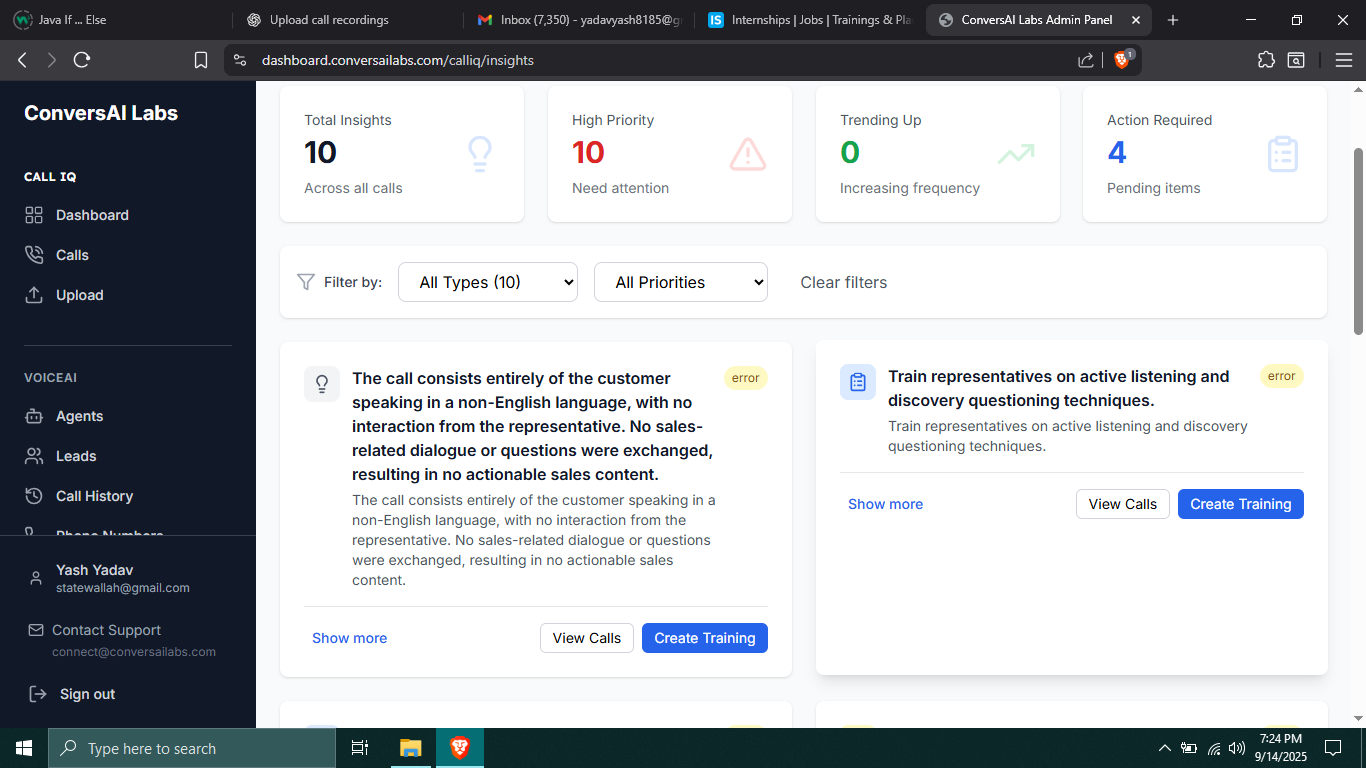 Java If ... Else
Upload call recordings
Inbox (7,350) - yadavyash8185@g
Internships | Jobs | Trainings & Pla
ConversAI Labs Admin Panel
dashboard.conversailabs.com/calliq/insights
1
ConversAI Labs
CALL IQ
Dashboard
Calls
Upload
VOICEAI
Agents
Leads
Call History
Phone Numbers
Yash Yadav
statewallah@gmail.com
Contact Support
connect@conversailabs.com
Sign out
Total Insights
10
Across all calls
High Priority
10
Need attention
Trending Up
0
Increasing frequency
Action Required
4
Pending items
Filter by:
All Types (10)
All Priorities
Clear filters
The call consists entirely of the customer
speaking in a non-English language, with no
interaction from the representative. No sales-
related dialogue or questions were exchanged,
resulting in no actionable sales content.
error
The call consists entirely of the customer speaking in a
non-English language, with no interaction from the
representative. No sales-related dialogue or questions
were exchanged, resulting in no actionable sales
content.
Show more
View Calls
Create Training
Train representatives on active listening and
discovery questioning techniques.
error
Train representatives on active listening and discovery
questioning techniques.
Show more
View Calls
Create Training
Type here to search
7:24 PM
9/14/2025